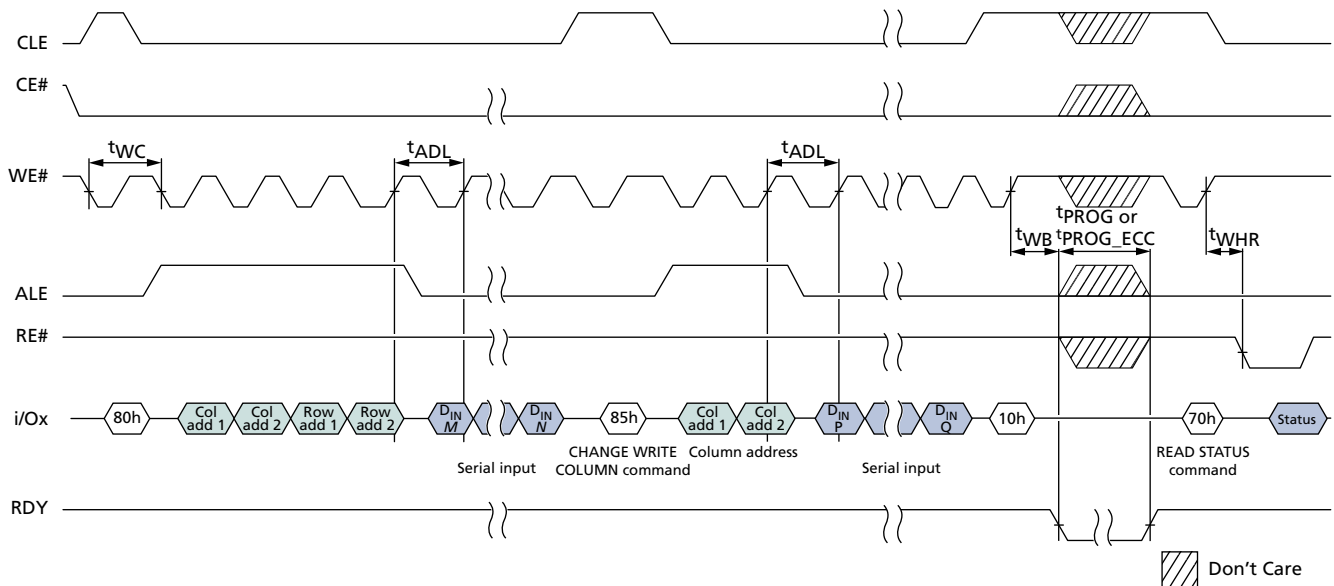 CLE
CE#
tWC
tADL
tADL
WE#
tWB
tPROG or
tPROG_ECC
tWHR
ALE
RE#
i/Ox
80h
Col
add 1
Col
add 2
Row
add 1
Row
add 2
DIN
M
DIN
N
85h
Col
add 1
Col
add 2
DIN
P
DIN
Q
10h
70h
Status
Serial input
CHANGE WRITE
COLUMN command
Column address
Serial input
READ STATUS
command
RDY
Don't Care